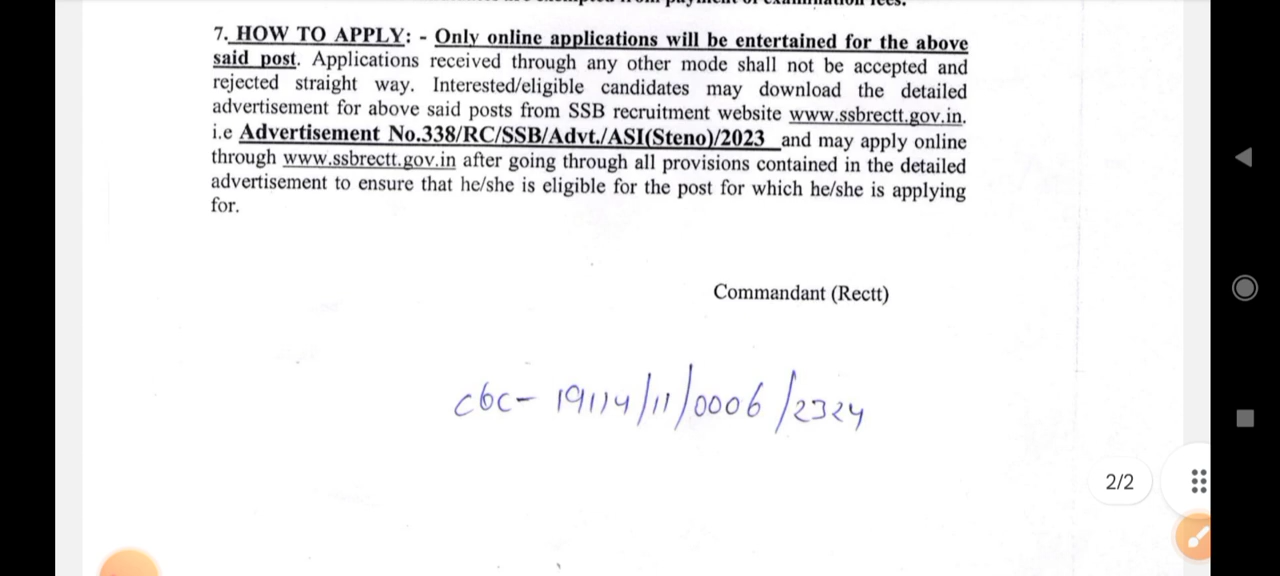 7. HOW TO APPLY: - Only online applications will be entertained for the above
said post. Applications received through any other mode shall not be accepted and
rejected straight way. Interested/eligible candidates may download the detailed
advertisement for above said posts from SSB recruitment website www.ssbrectt.gov.in.
i.e Advertisement No.338/RC/SSB/Advt./ASI(Steno)/2023 and may apply online
through www.ssbrectt.gov.in after going through all provisions contained in the detailed
advertisement to ensure that he/she is eligible for the post for which he/she is applying
for.
Commandant (Rectt)
cbc- 19114/11/0006/2324
2/2